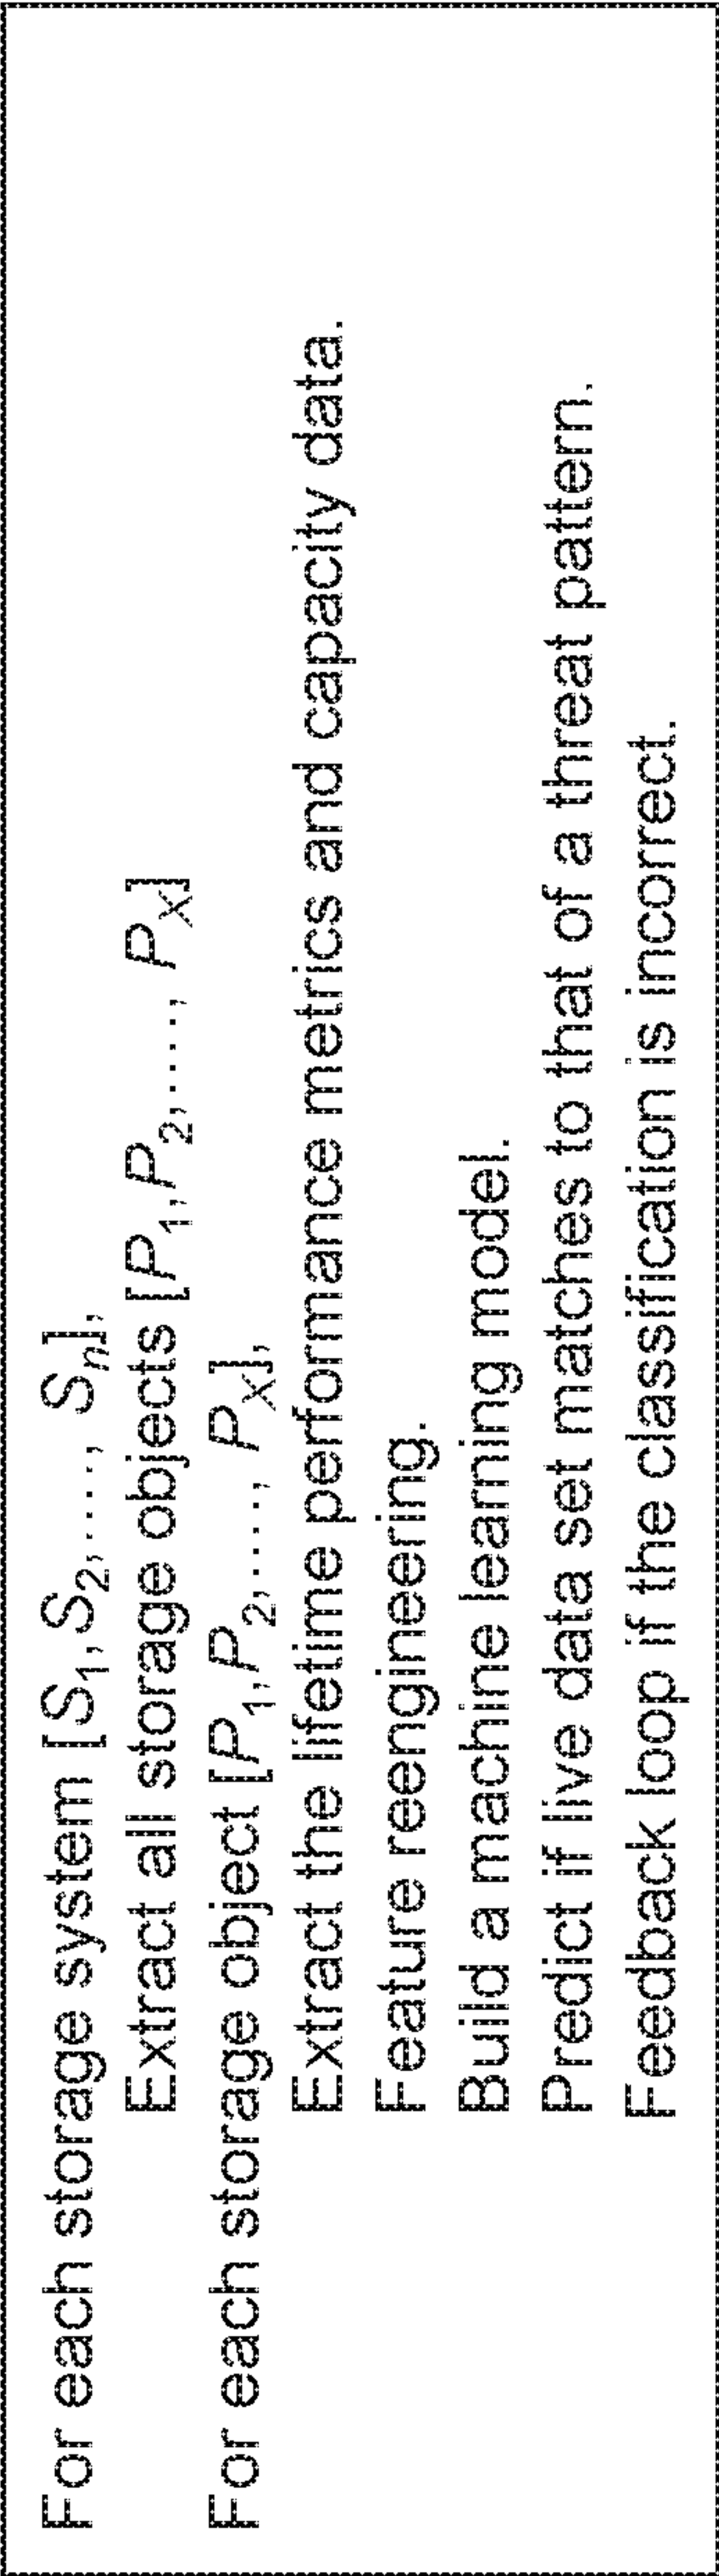 For each storage system [S₁,S₂,...., Sₙ],
Extract all storage objects [P₁,P₂,...., Pₓ]
For each storage object [P₁,P₂,...., Pₓ],
Extract the lifetime performance metrics and capacity data.
Feature reengineering.
Build a machine learning model.
Predict if live data set matches to that of a threat pattern.
Feedback loop if the classification is incorrect.